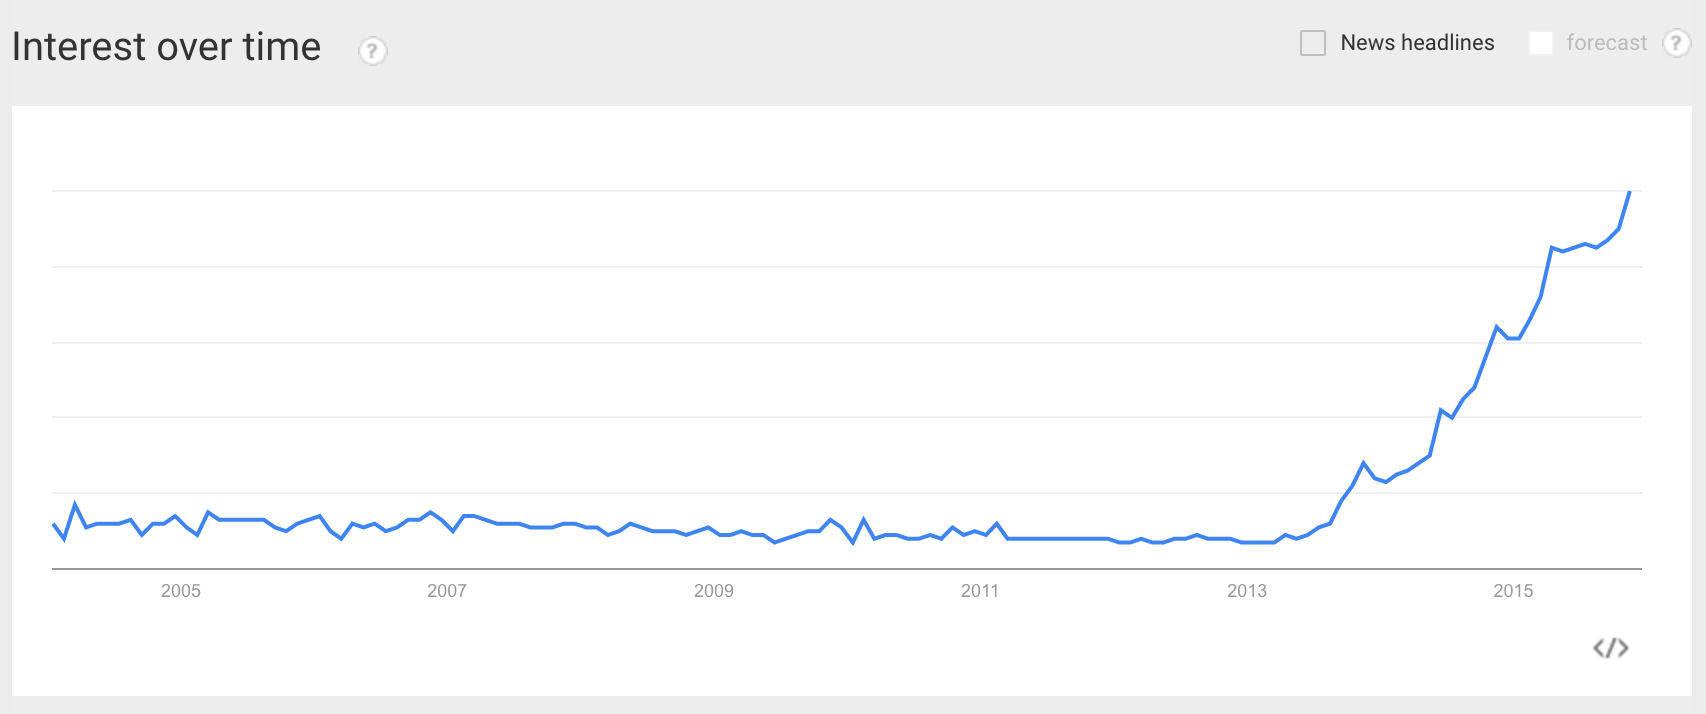 Interest over time ?
News headlines forecast ?
2005 2007 2009 2011 2013 2015
</>